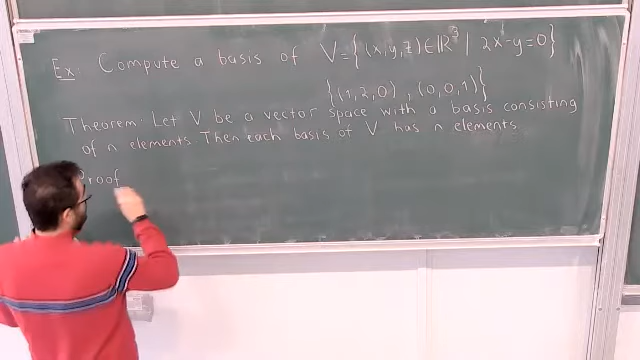 Ex. Compute a basis of V={(x,y,z)∈ℝ³ | 2x-y=0}
{(1,2,0), (0,0,1)}
Theorem. Let V be a vector space with a basis consisting
of n elements. Then each basis of V has n elements.
Proof